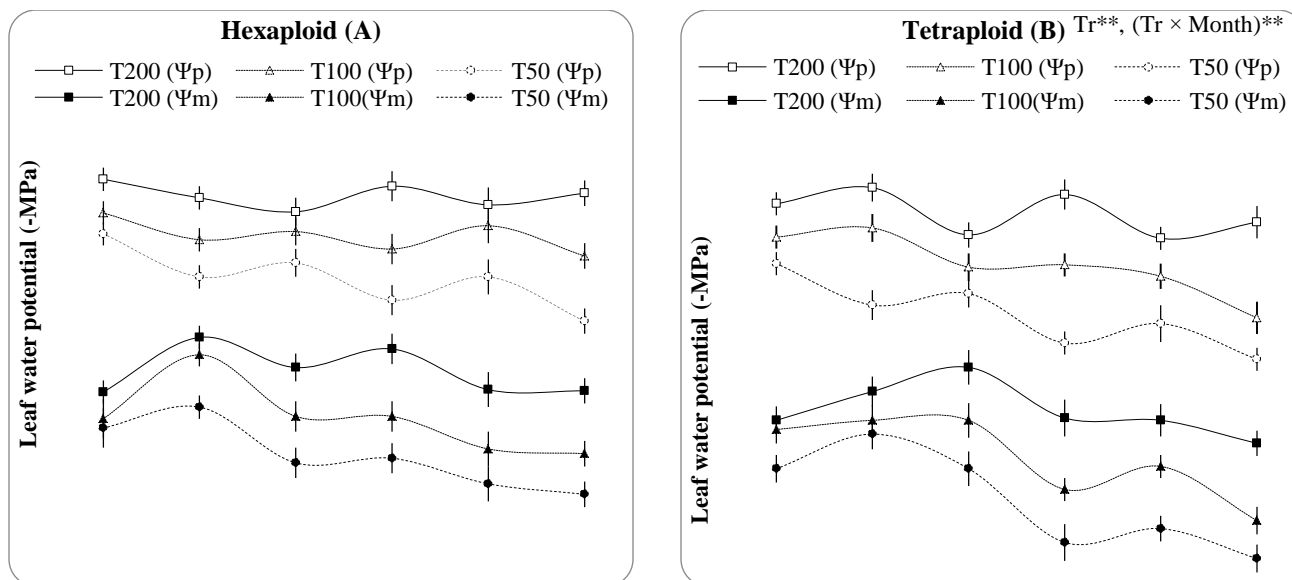 Hexaploid (A)
T200 (Ψp) T100 (Ψp) T50 (Ψp)
T200 (Ψm) T100(Ψm) T50 (Ψm)
Leaf water potential (-MPa)
Tetraploid (B) Tr**, (Tr × Month)**
T200 (Ψp) T100 (Ψp) T50 (Ψp)
T200 (Ψm) T100(Ψm) T50 (Ψm)
Leaf water potential (-MPa)